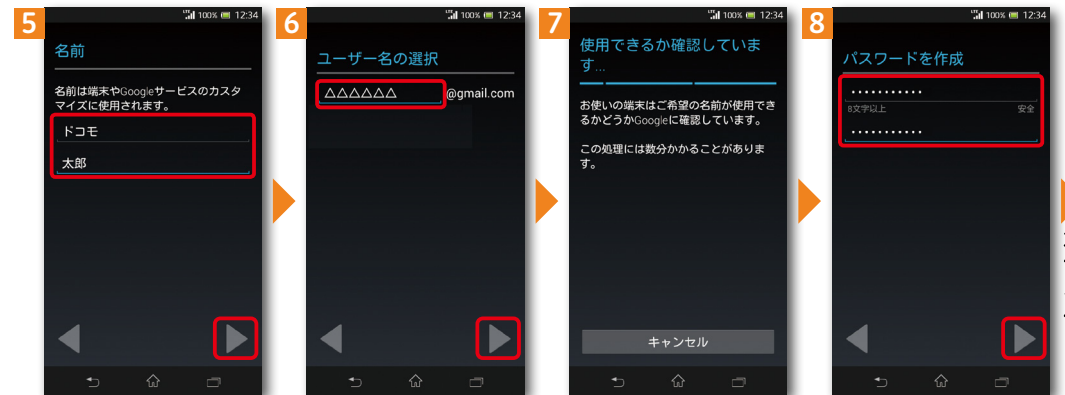 5
100% 12:34
名前
名前は端末やGoogleサービスのカスタ
マイズに使用されます。
ドコモ
太郎
6
100% 12:34
ユーザー名の選択
△△△△△△ @gmail.com
7
100% 12:34
使用できるか確認していま
す...
お使いの端末はご希望の名前が使用でき
るかどうかGoogleに確認しています。
この処理には数分かかることがありま
す。
キャンセル
8
100% 12:34
パスワードを作成
...........
8文字以上 安全
...........